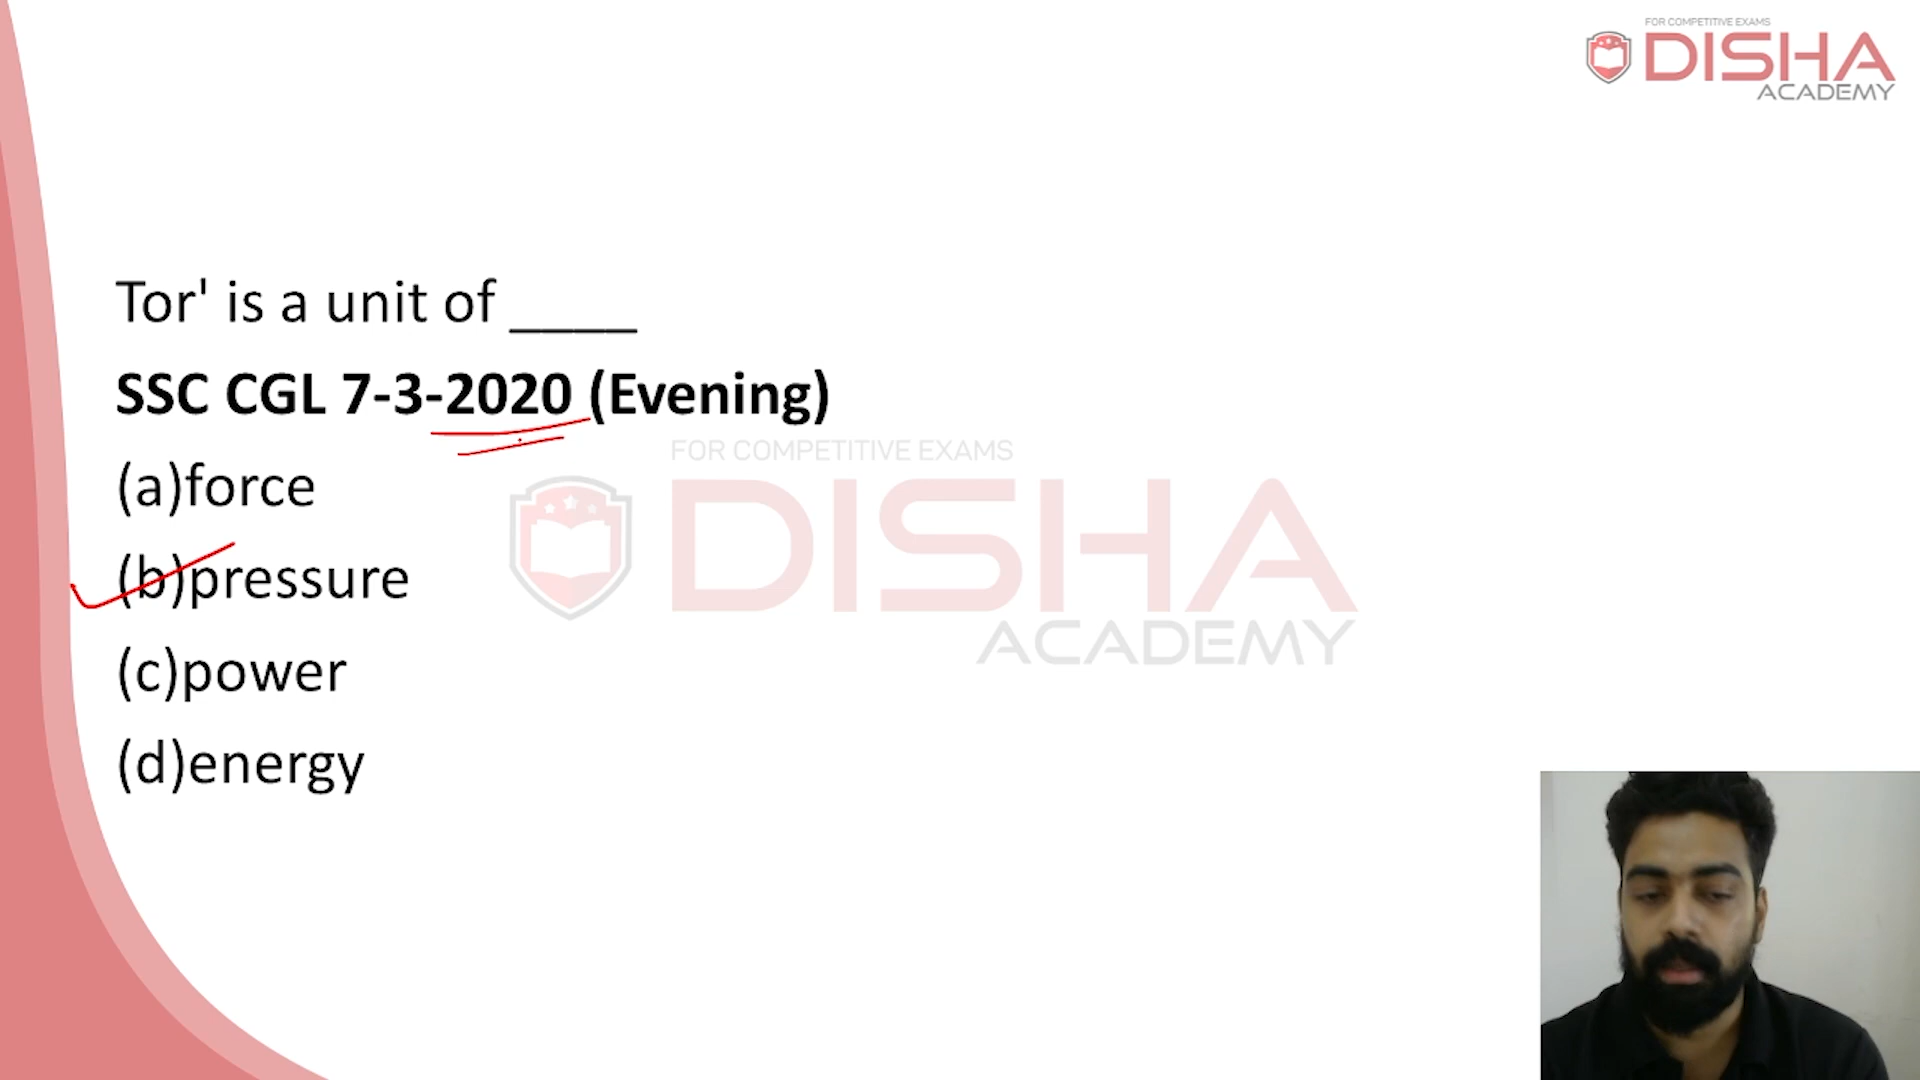 FOR COMPETITIVE EXAMS
DISHA
ACADEMY
Tor' is a unit of ____
SSC CGL 7-3-2020 (Evening)
(a)force
(b)pressure
(c)power
(d)energy
FOR COMPETITIVE EXAMS
DISHA
ACADEMY